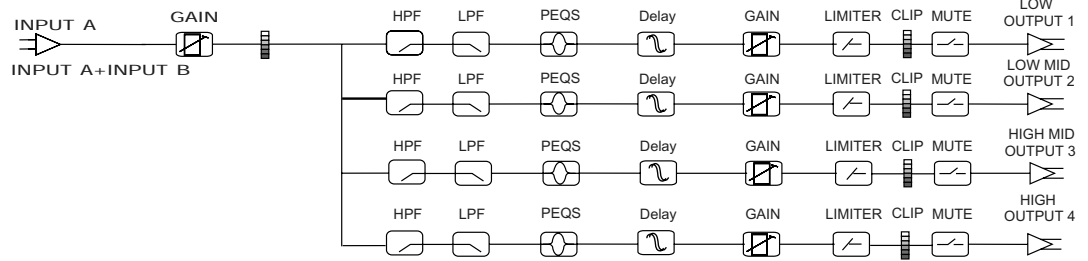 LOW
GAIN HPF LPF PEQS Delay GAIN LIMITER CLIP MUTE OUTPUT 1
INPUT A
INPUT A+INPUT B
LOW MID
HPF LPF PEQS Delay GAIN LIMITER CLIP MUTE OUTPUT 2
HIGH MID
HPF LPF PEQS Delay GAIN LIMITER CLIP MUTE OUTPUT 3
HIGH
HPF LPF PEQS Delay GAIN LIMITER CLIP MUTE OUTPUT 4